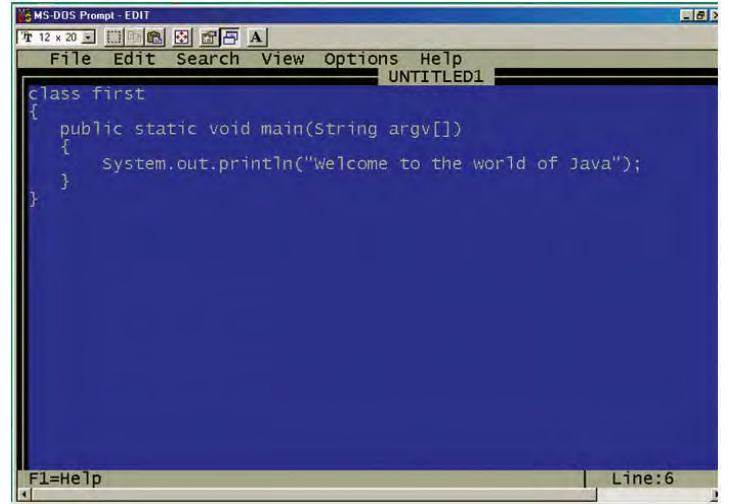 MS-DOS Prompt - EDIT
Tr 12 x 20 A
File Edit Search View Options Help
UNTITLED1
class first
{
public static void main(String argv[])
{
System.out.println("Welcome to the world of Java");
}
}
F1=Help Line:6